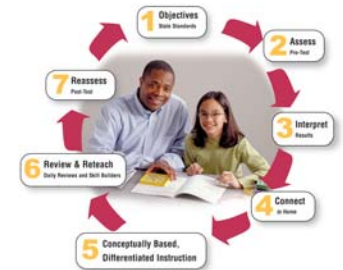 1 Objectives
State Standards
2 Assess
Pre-Test
3 Interpret
Results
4 Connect
in Home
5 Conceptually Based,
Differentiated Instruction
6 Review & Reteach
Daily Reviews and Skill Builders
7 Reassess
Post-Test